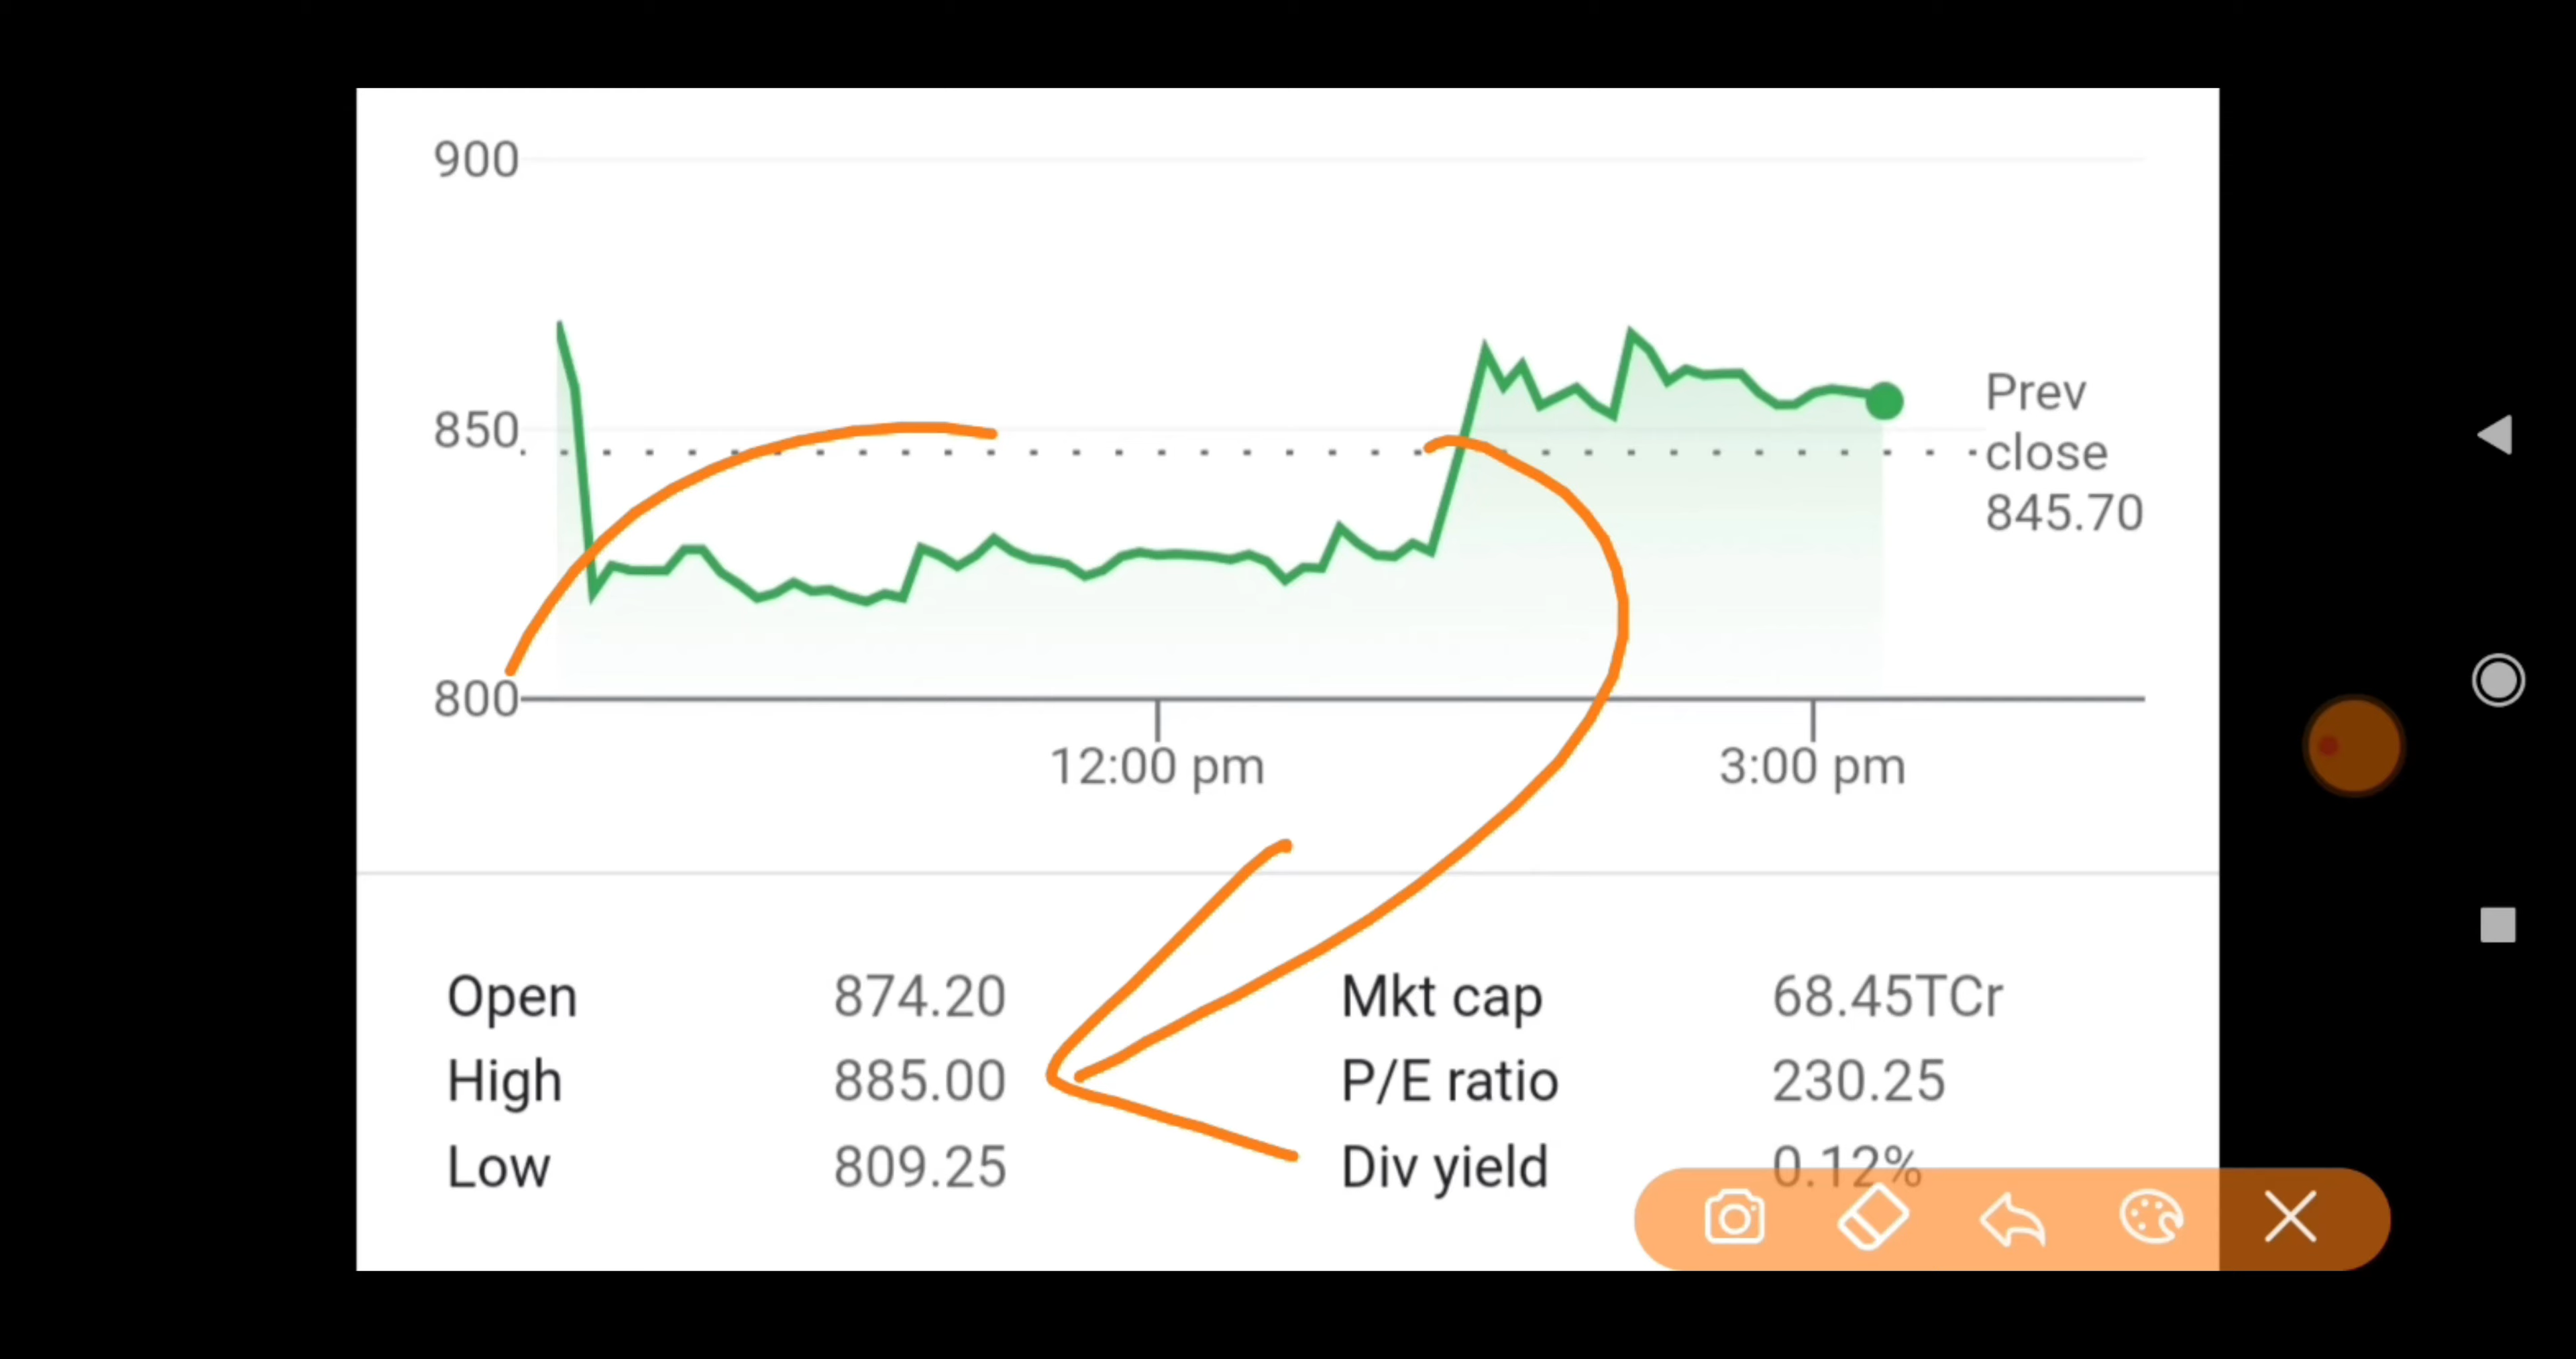 900
850
Prev
close
845.70
800
12:00 pm 3:00 pm
Open 874.20 Mkt cap 68.45TCr
High 885.00 P/E ratio 230.25
Low 809.25 Div yield 0.12%